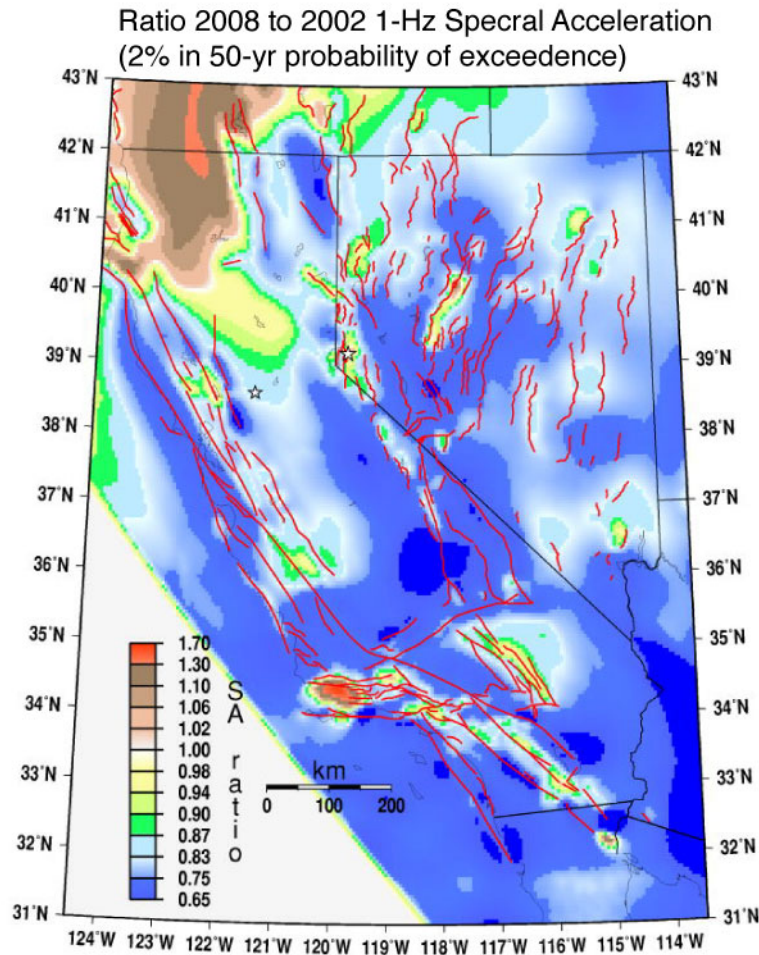 Ratio 2008 to 2002 1-Hz Specral Acceleration
(2% in 50-yr probability of exceedence)
43°N
43°N
42°N
42°N
41°N
41°N
40°N
40°N
39°N
39°N
38°N
38°N
37°N
37°N
36°N
36°N
35°N
35°N
34°N
34°N
33°N
33°N
32°N
32°N
31°N
31°N
1.70
1.30
1.10
1.06
1.02
1.00
0.98
0.94
0.90
0.87
0.83
0.75
0.65
SA ratio
km
0 100 200
124°W 123°W 122°W 121°W 120°W 119°W 118°W 117°W 116°W 115°W 114°W